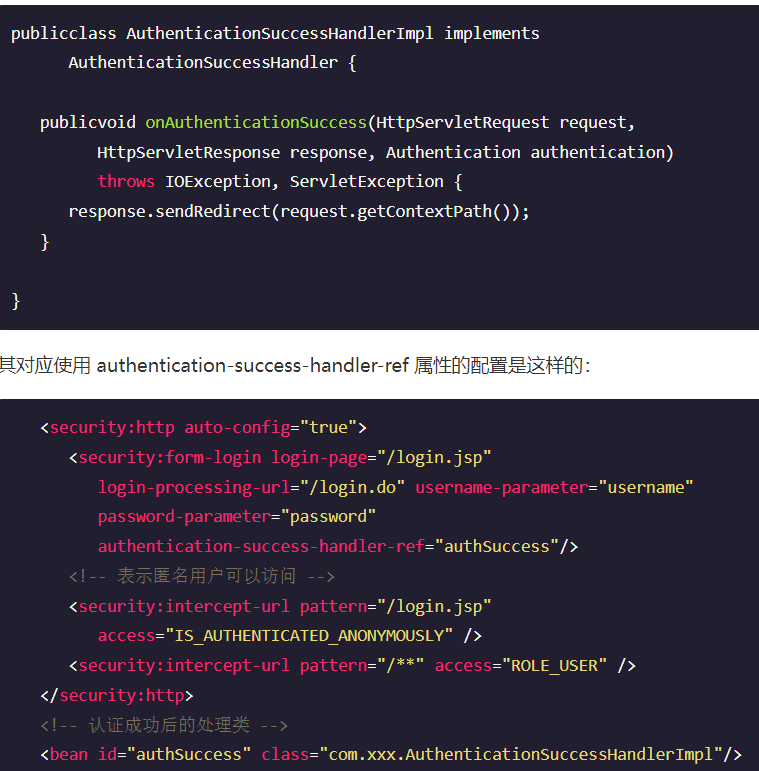 publicclass AuthenticationSuccessHandlerImpl implements
AuthenticationSuccessHandler {
publicvoid onAuthenticationSuccess(HttpServletRequest request,
HttpServletResponse response, Authentication authentication)
throws IOException, ServletException {
response.sendRedirect(request.getContextPath());
}
}
其对应使用 authentication-success-handler-ref 属性的配置是这样的：
<security:http auto-config="true">
<security:form-login login-page="/login.jsp"
login-processing-url="/login.do" username-parameter="username"
password-parameter="password"
authentication-success-handler-ref="authSuccess"/>
<!-- 表示匿名用户可以访问 -->
<security:intercept-url pattern="/login.jsp"
access="IS_AUTHENTICATED_ANONYMOUSLY" />
<security:intercept-url pattern="/**" access="ROLE_USER" />
</security:http>
<!-- 认证成功后的处理类 -->
<bean id="authSuccess" class="com.xxx.AuthenticationSuccessHandlerImpl"/>